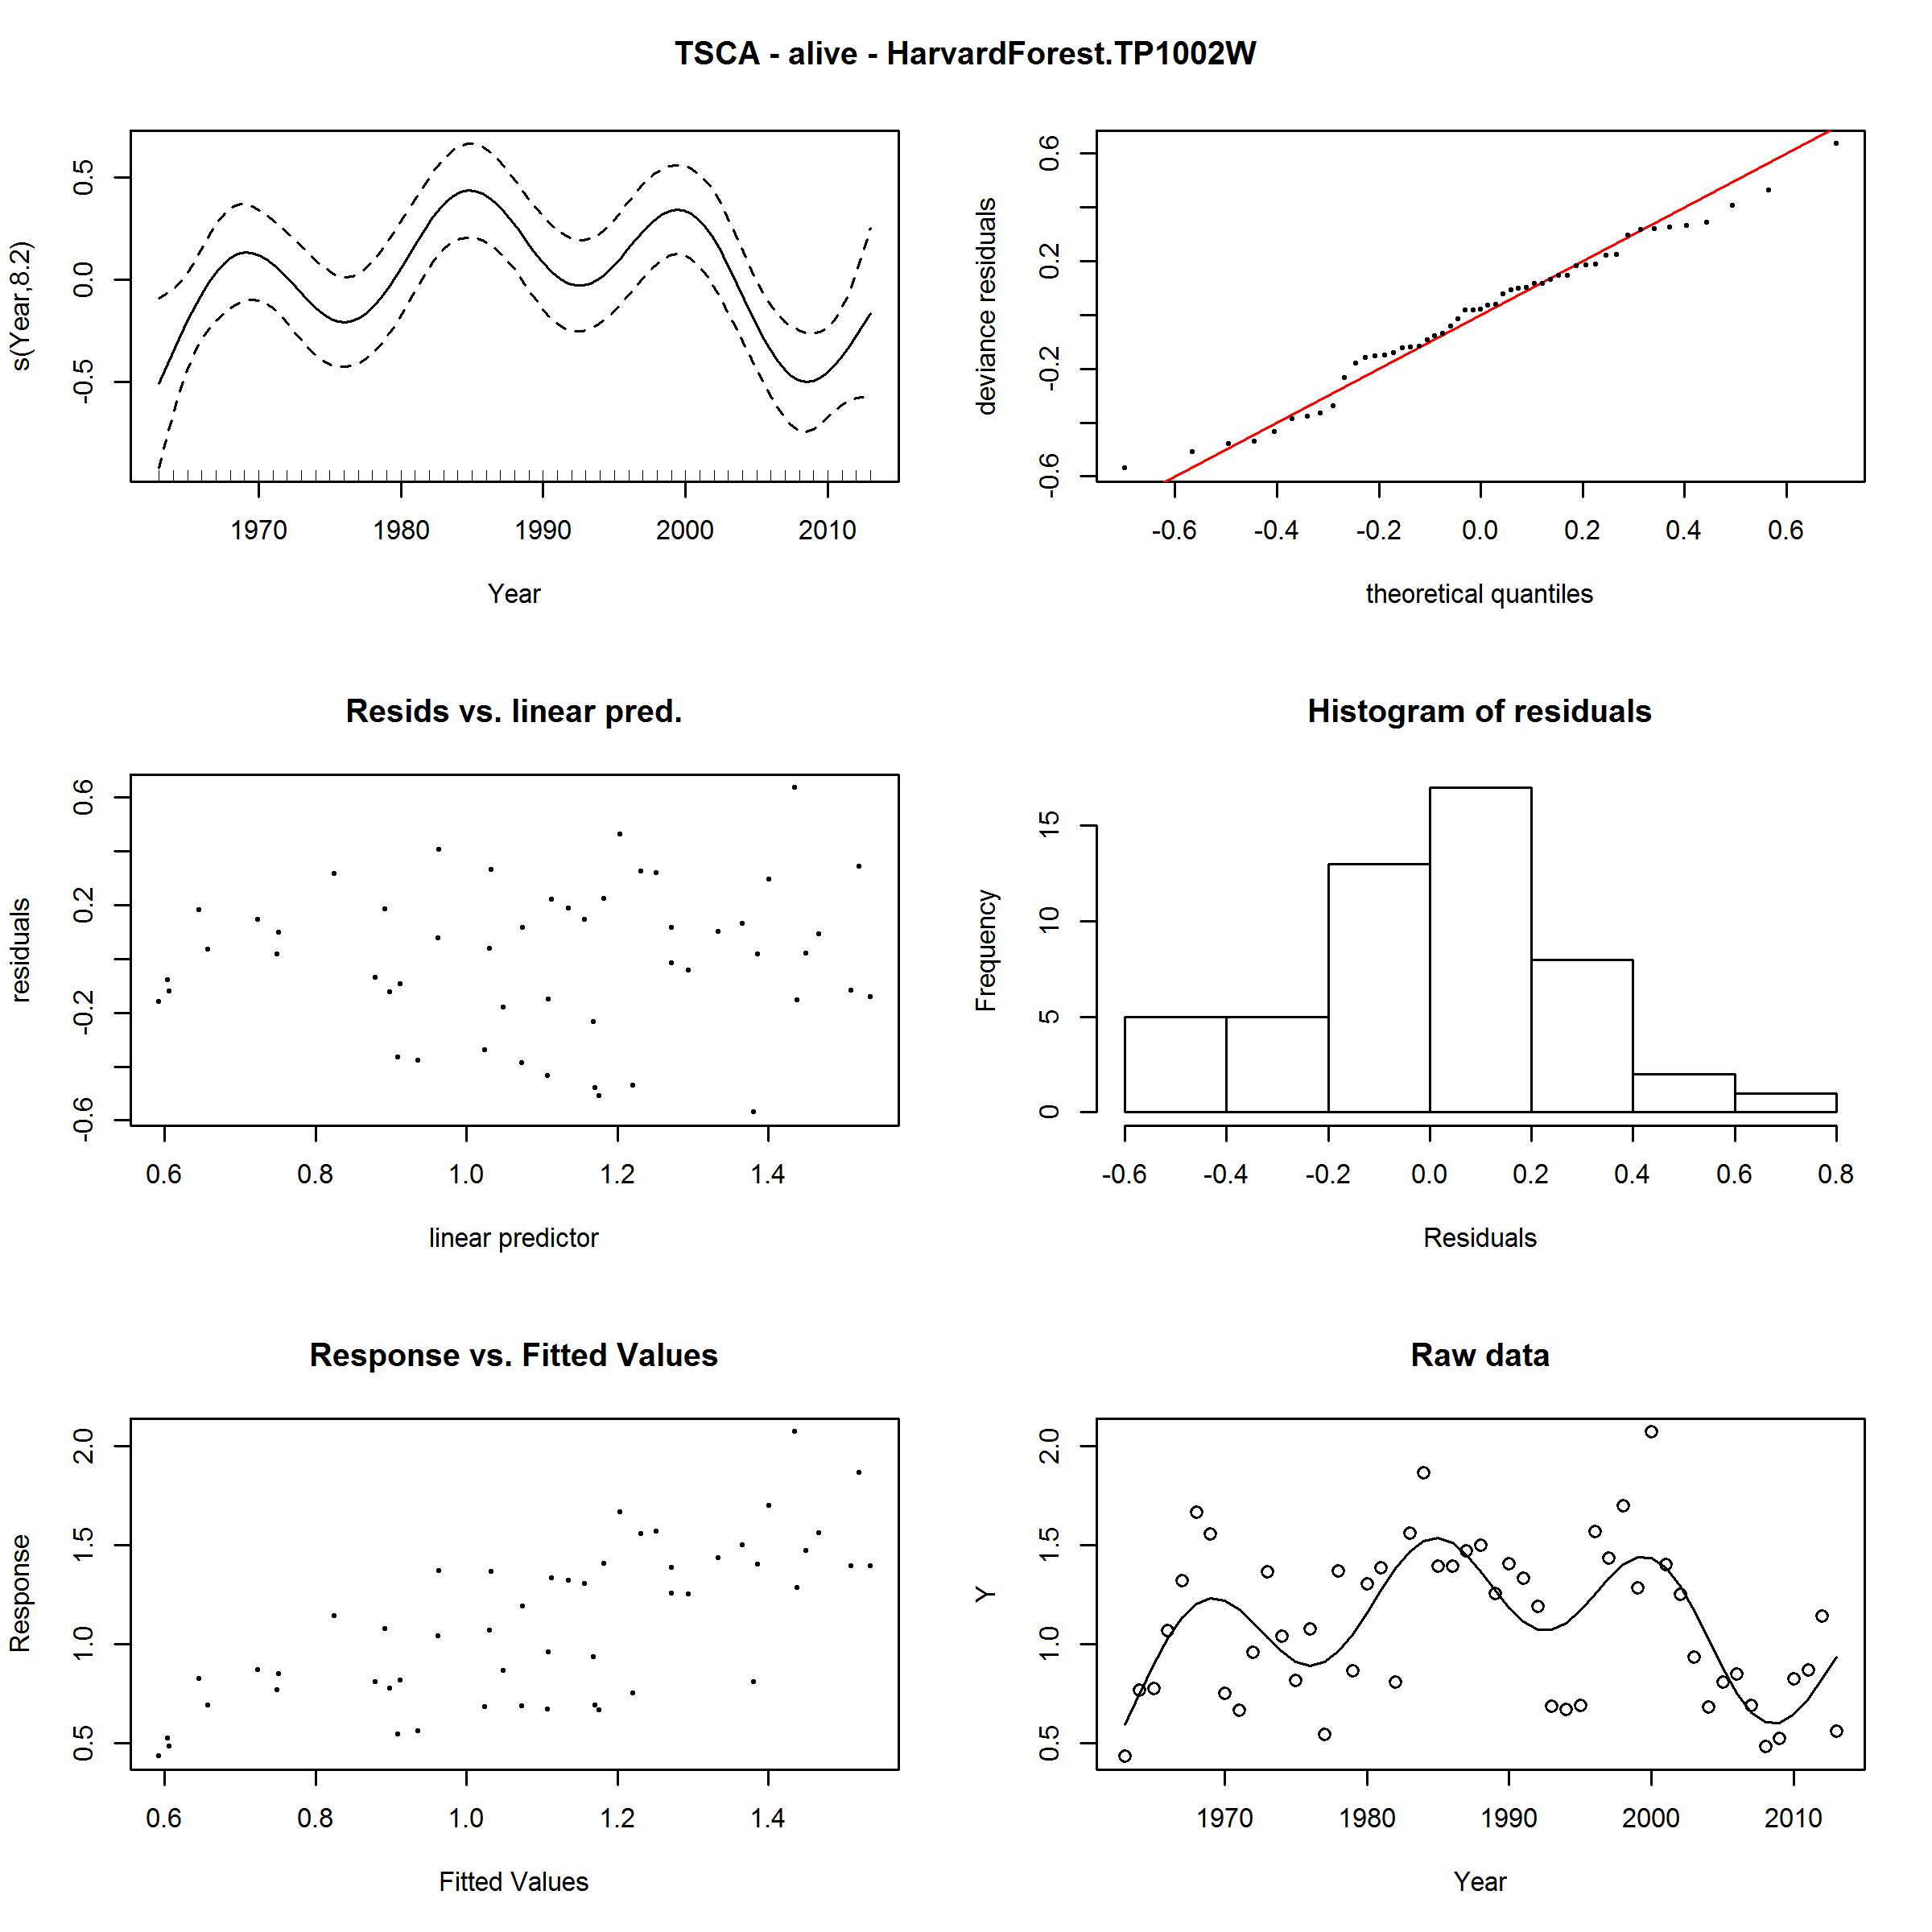 TSCA - alive - HarvardForest.TP1002W
s(Year,8.2)
0.5
0.0
-0.5
1970 1980 1990 2000 2010
Year
deviance residuals
0.6
0.2
-0.2
-0.6
-0.6 -0.4 -0.2 0.0 0.2 0.4 0.6
theoretical quantiles
Resids vs. linear pred.
residuals
0.6
0.2
-0.2
-0.6
0.6 0.8 1.0 1.2 1.4
linear predictor
Histogram of residuals
Frequency
15
10
5
0
-0.6 -0.4 -0.2 0.0 0.2 0.4 0.6 0.8
Residuals
Response vs. Fitted Values
Response
2.0
1.5
1.0
0.5
0.6 0.8 1.0 1.2 1.4
Fitted Values
Raw data
Y
2.0
1.5
1.0
0.5
1970 1980 1990 2000 2010
Year